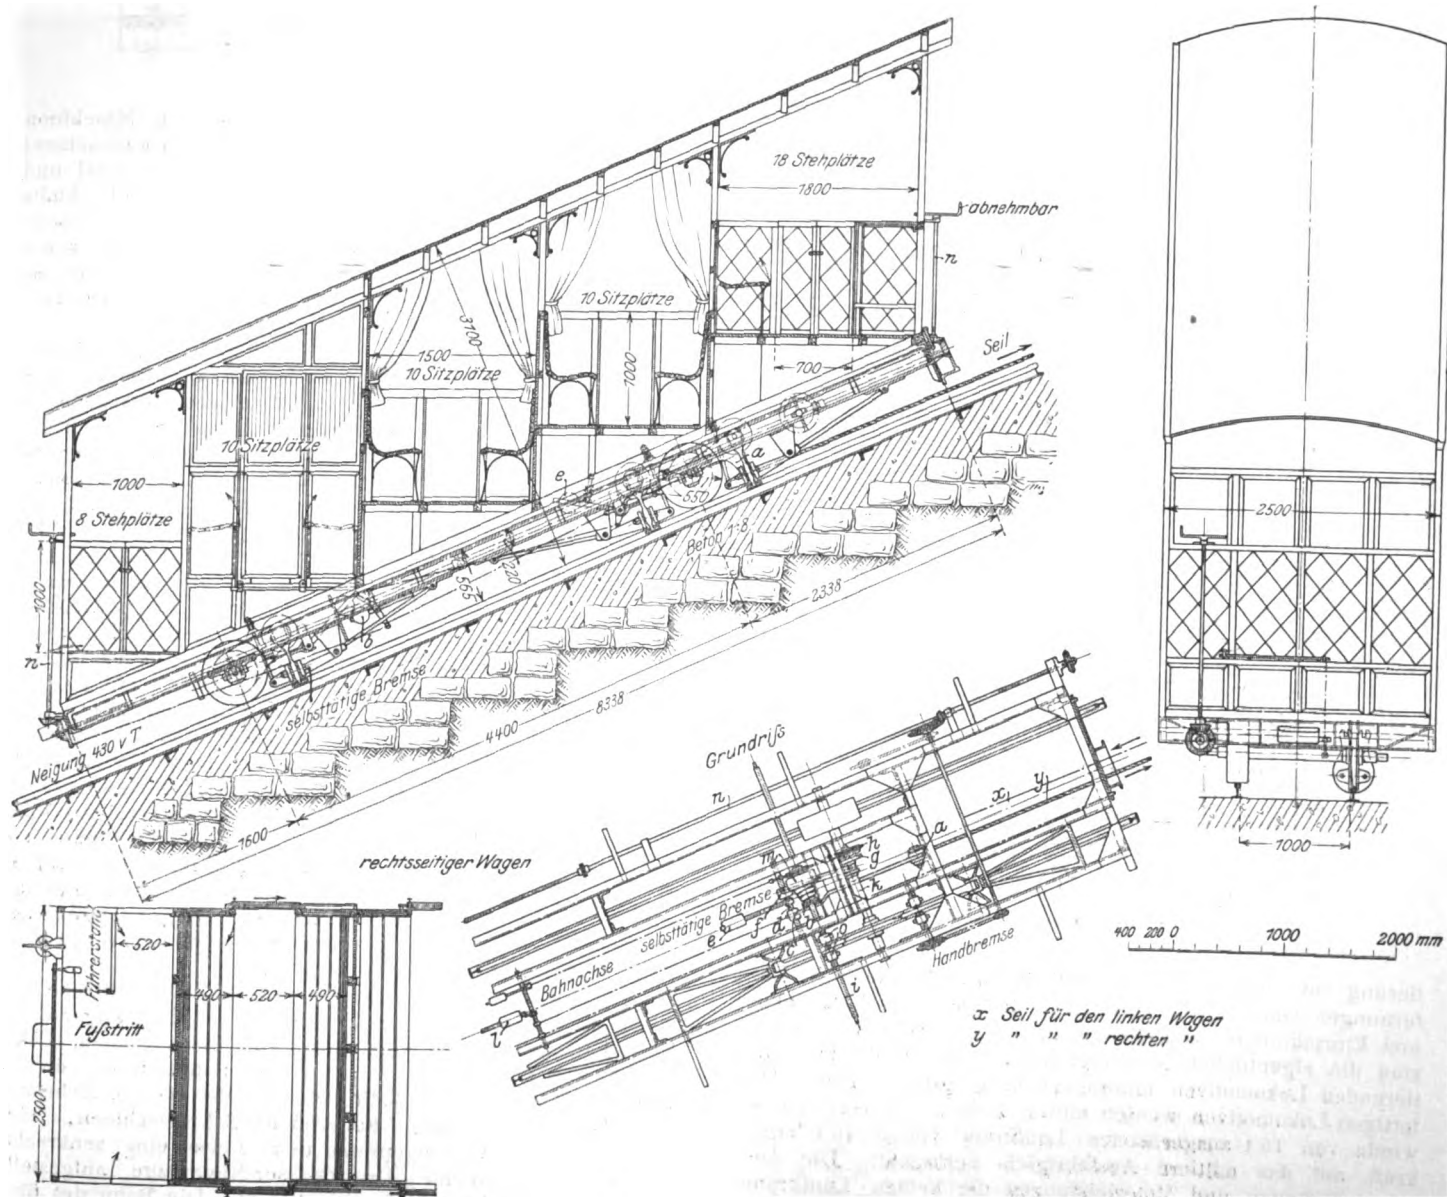 18 Stehplätze
1800
abnehmbar
n
3100
10 Sitzplätze
Seil
1500
10 Sitzplätze
1000
700
2500
10 Sitzplätze
1000
e
a
550
8 Stehplätze
Beton 1:8
1000
220
565
2338
b
n
selbsttätige Bremse
8338
4400
Neigung 430 v T
Grundriß
n
x y
1600
a
1000
rechtsseitiger Wagen
h
m g
k
selbsttätige Bremse
Führerstand
520
e f d b o
c
Handbremse
400 200 0 1000 2000 mm
Bahnachse
i
490 520 490
l
Fußtritt
x Seil für den linken Wagen
y " " " rechten "
2500